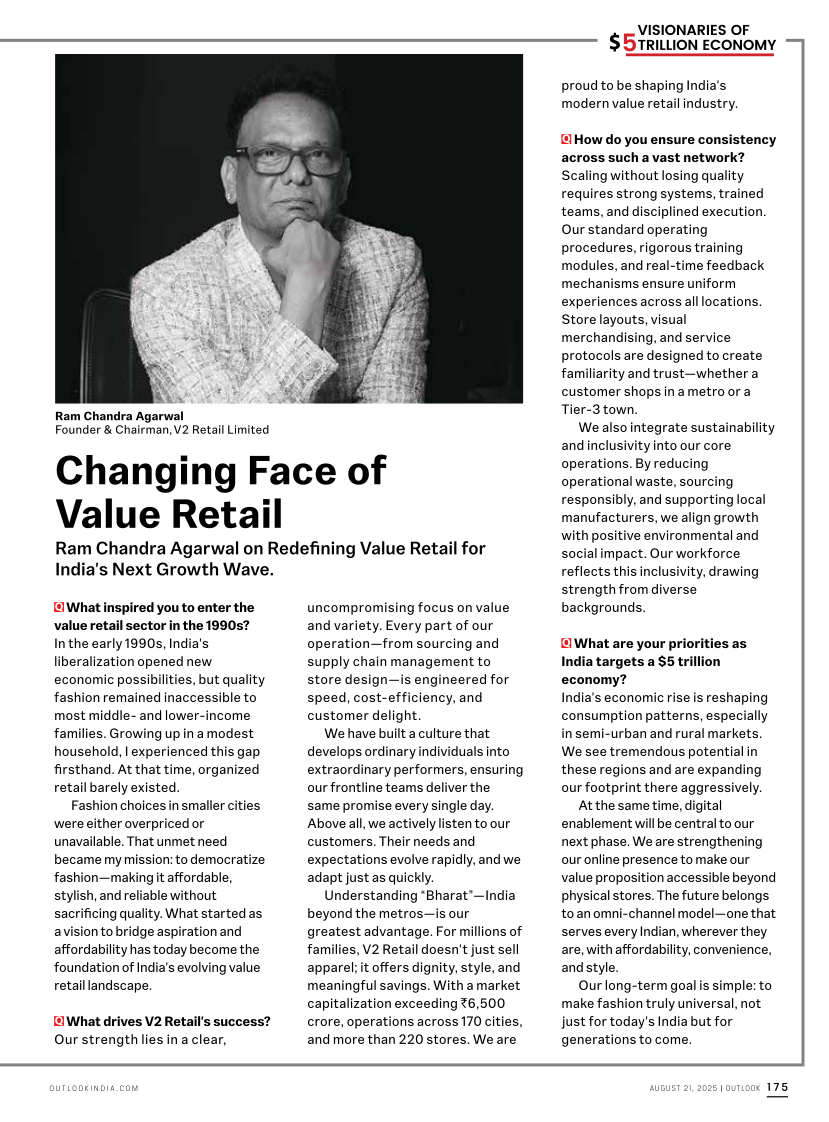 VISIONARIES OF
$5 TRILLION ECONOMY
Ram Chandra Agarwal
Founder & Chairman, V2 Retail Limited
Changing Face of
Value Retail
Ram Chandra Agarwal on Redefining Value Retail for
India's Next Growth Wave.
Q What inspired you to enter the
value retail sector in the 1990s?
In the early 1990s, India's
liberalization opened new
economic possibilities, but quality
fashion remained inaccessible to
most middle- and lower-income
families. Growing up in a modest
household, I experienced this gap
firsthand. At that time, organized
retail barely existed.
Fashion choices in smaller cities
were either overpriced or
unavailable. That unmet need
became my mission: to democratize
fashion—making it affordable,
stylish, and reliable without
sacrificing quality. What started as
a vision to bridge aspiration and
affordability has today become the
foundation of India's evolving value
retail landscape.
Q What drives V2 Retail's success?
Our strength lies in a clear,
uncompromising focus on value
and variety. Every part of our
operation—from sourcing and
supply chain management to
store design—is engineered for
speed, cost-efficiency, and
customer delight.
We have built a culture that
develops ordinary individuals into
extraordinary performers, ensuring
our frontline teams deliver the
same promise every single day.
Above all, we actively listen to our
customers. Their needs and
expectations evolve rapidly, and we
adapt just as quickly.
Understanding "Bharat"—India
beyond the metros—is our
greatest advantage. For millions of
families, V2 Retail doesn't just sell
apparel; it offers dignity, style, and
meaningful savings. With a market
capitalization exceeding ₹6,500
crore, operations across 170 cities,
and more than 220 stores. We are
proud to be shaping India's
modern value retail industry.
Q How do you ensure consistency
across such a vast network?
Scaling without losing quality
requires strong systems, trained
teams, and disciplined execution.
Our standard operating
procedures, rigorous training
modules, and real-time feedback
mechanisms ensure uniform
experiences across all locations.
Store layouts, visual
merchandising, and service
protocols are designed to create
familiarity and trust—whether a
customer shops in a metro or a
Tier-3 town.
We also integrate sustainability
and inclusivity into our core
operations. By reducing
operational waste, sourcing
responsibly, and supporting local
manufacturers, we align growth
with positive environmental and
social impact. Our workforce
reflects this inclusivity, drawing
strength from diverse
backgrounds.
Q What are your priorities as
India targets a $5 trillion
economy?
India's economic rise is reshaping
consumption patterns, especially
in semi-urban and rural markets.
We see tremendous potential in
these regions and are expanding
our footprint there aggressively.
At the same time, digital
enablement will be central to our
next phase. We are strengthening
our online presence to make our
value proposition accessible beyond
physical stores. The future belongs
to an omni-channel model—one that
serves every Indian, wherever they
are, with affordability, convenience,
and style.
Our long-term goal is simple: to
make fashion truly universal, not
just for today's India but for
generations to come.
OUTLOOKINDIA.COM
AUGUST 21, 2025 | OUTLOOK 175